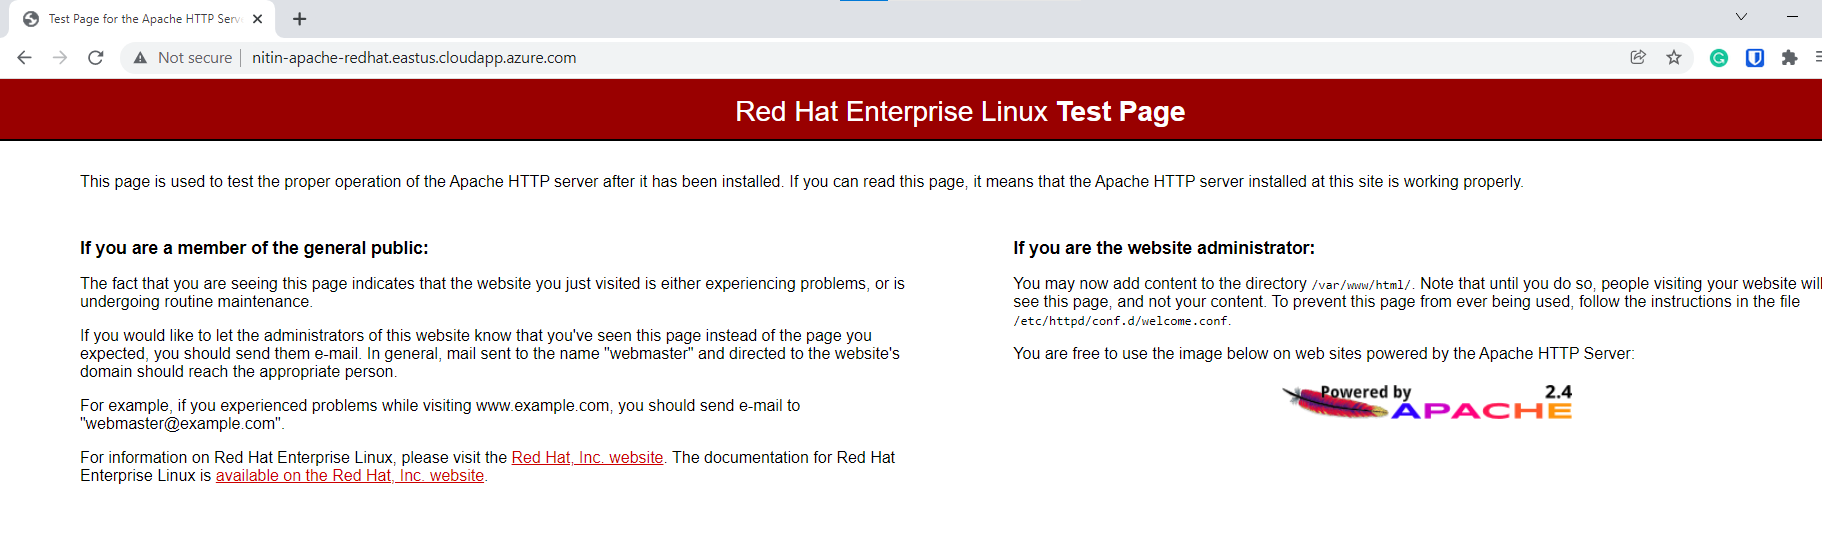 Test Page for the Apache HTTP Serv
Not secure
nitin-apache-redhat.eastus.cloudapp.azure.com
Red Hat Enterprise Linux Test Page
This page is used to test the proper operation of the Apache HTTP server after it has been installed. If you can read this page, it means that the Apache HTTP server installed at this site is working properly.
If you are a member of the general public:
The fact that you are seeing this page indicates that the website you just visited is either experiencing problems, or is
undergoing routine maintenance.
If you would like to let the administrators of this website know that you've seen this page instead of the page you
expected, you should send them e-mail. In general, mail sent to the name "webmaster" and directed to the website's
domain should reach the appropriate person.
For example, if you experienced problems while visiting www.example.com, you should send e-mail to
"webmaster@example.com".
For information on Red Hat Enterprise Linux, please visit the Red Hat, Inc. website. The documentation for Red Hat
Enterprise Linux is available on the Red Hat, Inc. website.
If you are the website administrator:
You may now add content to the directory /var/www/html/. Note that until you do so, people visiting your website will
see this page, and not your content. To prevent this page from ever being used, follow the instructions in the file
/etc/httpd/conf.d/welcome.conf.
You are free to use the image below on web sites powered by the Apache HTTP Server:
Powered by 2.4
APACHE